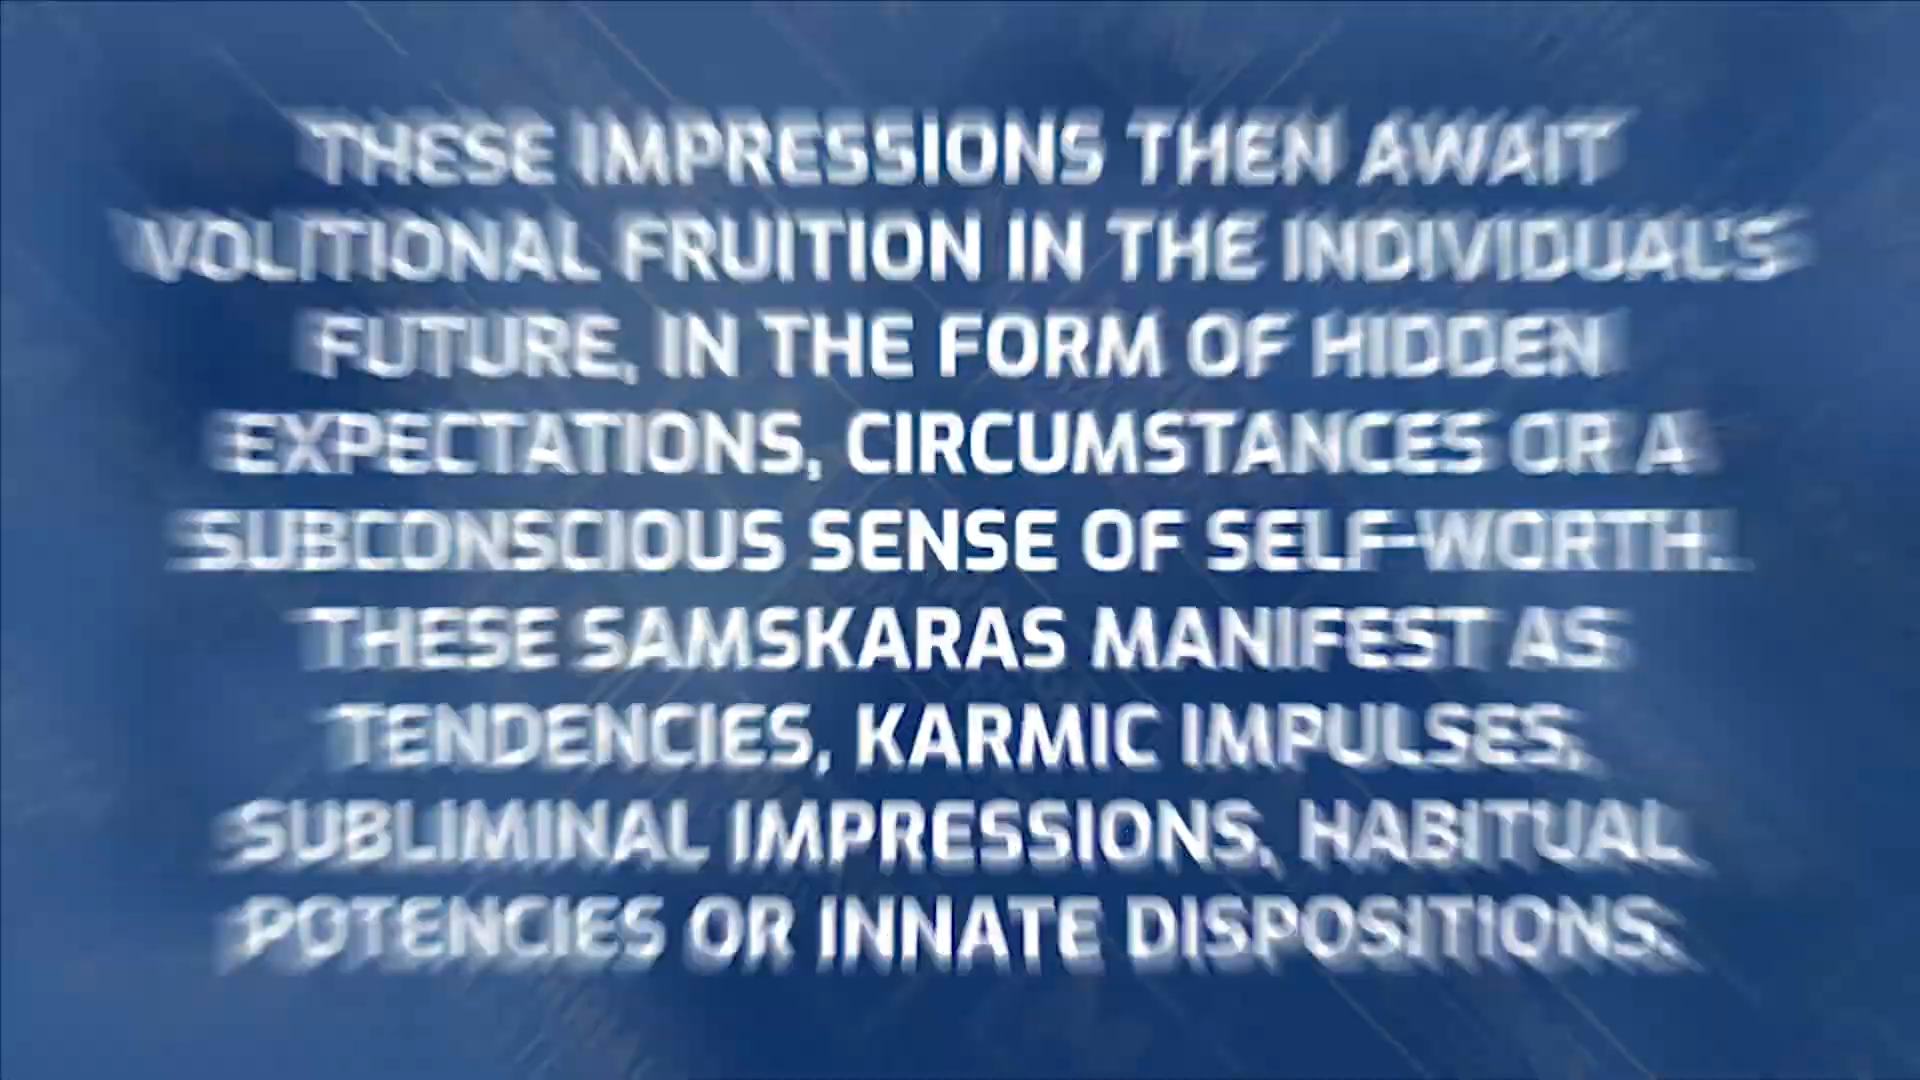 THESE IMPRESSIONS THEN AWAIT
VOLITIONAL FRUITION IN THE INDIVIDUAL'S
FUTURE, IN THE FORM OF HIDDEN
EXPECTATIONS, CIRCUMSTANCES OR A
SUBCONSCIOUS SENSE OF SELF-WORTH.
THESE SAMSKARAS MANIFEST AS
TENDENCIES, KARMIC IMPULSES,
SUBLIMINAL IMPRESSIONS, HABITUAL
POTENCIES OR INNATE DISPOSITIONS.